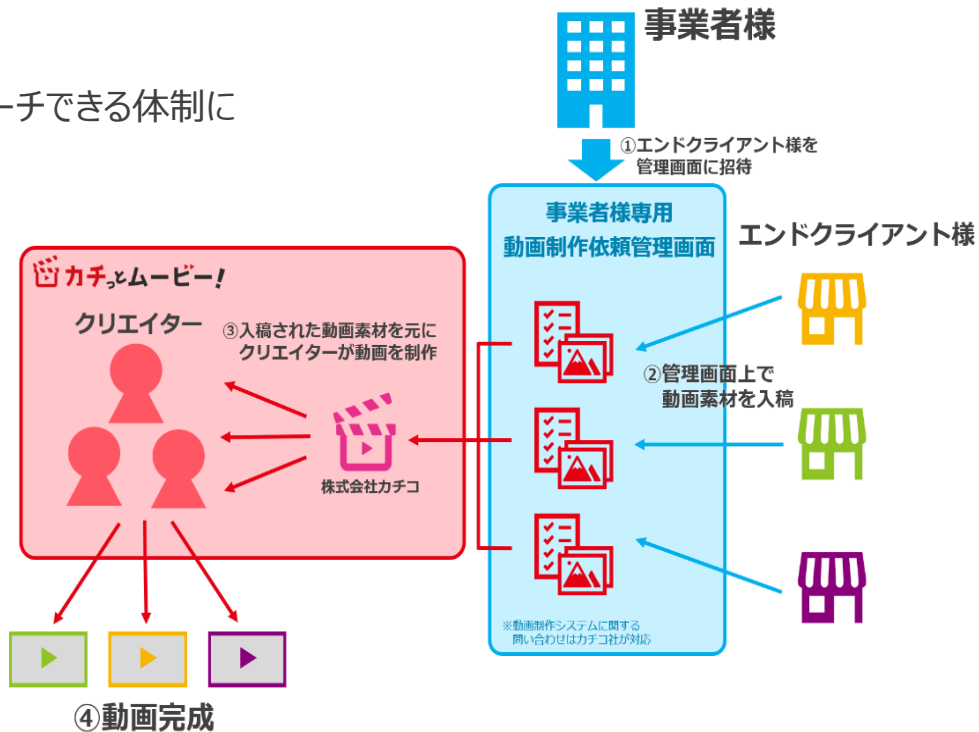 事業者様
ーチできる体制に
①エンドクライアント様を
管理画面に招待
事業者様専用
動画制作依頼管理画面
エンドクライアント様
カチっとムービー!
クリエイター
③入稿された動画素材を元に
クリエイターが動画を制作
②管理画面上で
動画素材を入稿
株式会社カチコ
※動画制作システムに関する
問い合わせはカチコ社が対応
④動画完成